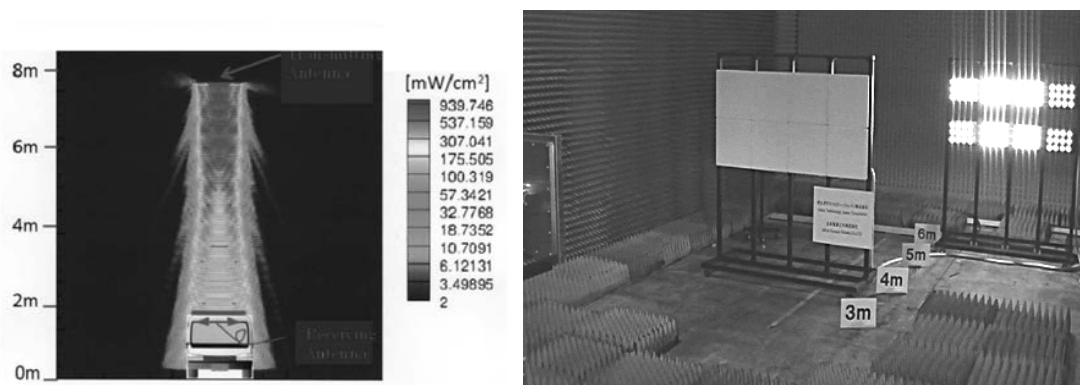 8m
6m
4m
2m
0m
Antenna
Receiving
Antenna
[mW/cm²]
939.746
537.159
307.041
175.505
100.319
57.3421
32.7768
18.7352
10.7091
6.12131
3.49895
2
6m
5m
4m
3m